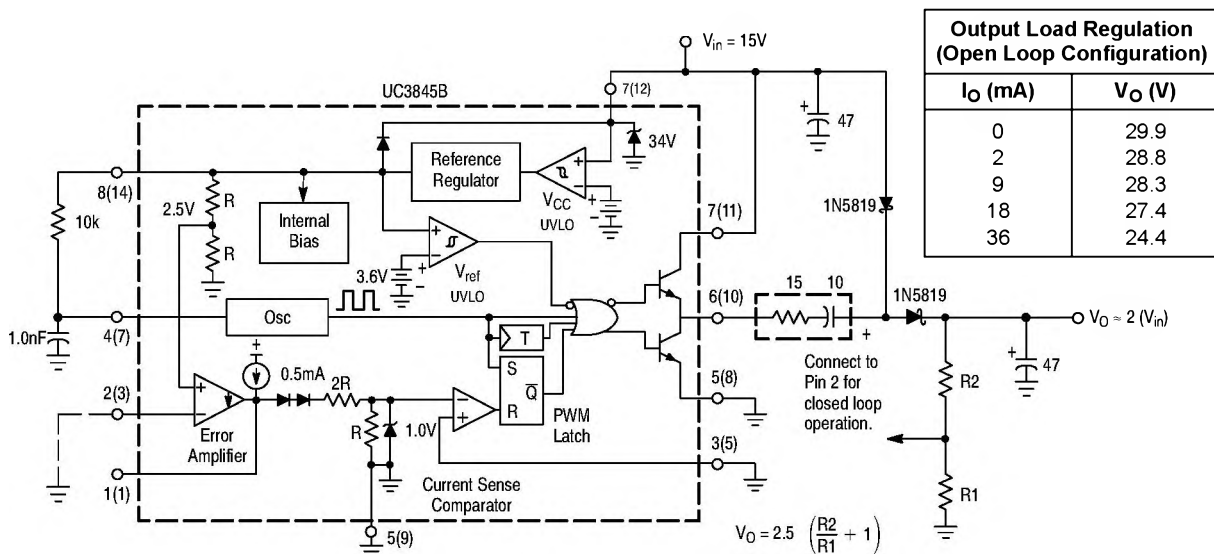 Output Load Regulation
(Open Loop Configuration)
I_O (mA) V_O (V)
0 29.9
2 28.8
9 28.3
18 27.4
36 24.4
V_in = 15V
UC3845B
7(12)
34V
47
8(14)
R
2.5V
R
10k
Internal
Bias
Reference
Regulator
+
−
V_CC
UVLO
+
−
1N5819
7(11)
+
−
3.6V
+
−
V_ref
UVLO
15 10
1N5819
6(10)
+
V_O ≈ 2 (V_in)
4(7)
1.0nF
Osc
T
Connect to
Pin 2 for
closed loop
operation.
+
47
R2
5(8)
+
0.5mA
2R
S
Q̅
R
PWM
Latch
2(3)
+
−
Error
Amplifier
R
1.0V
−
+
3(5)
1(1)
Current Sense
Comparator
R1
5(9)
V_O = 2.5 (R2/R1 + 1)